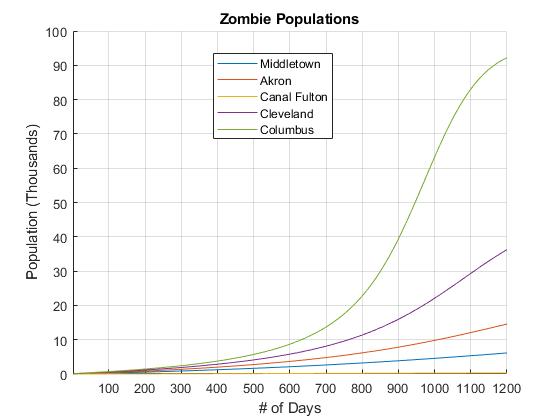 Zombie Populations
100
90
80
70
60
50
40
30
20
10
0
Population (Thousands)
Middletown
Akron
Canal Fulton
Cleveland
Columbus
100 200 300 400 500 600 700 800 900 1000 1100 1200
# of Days